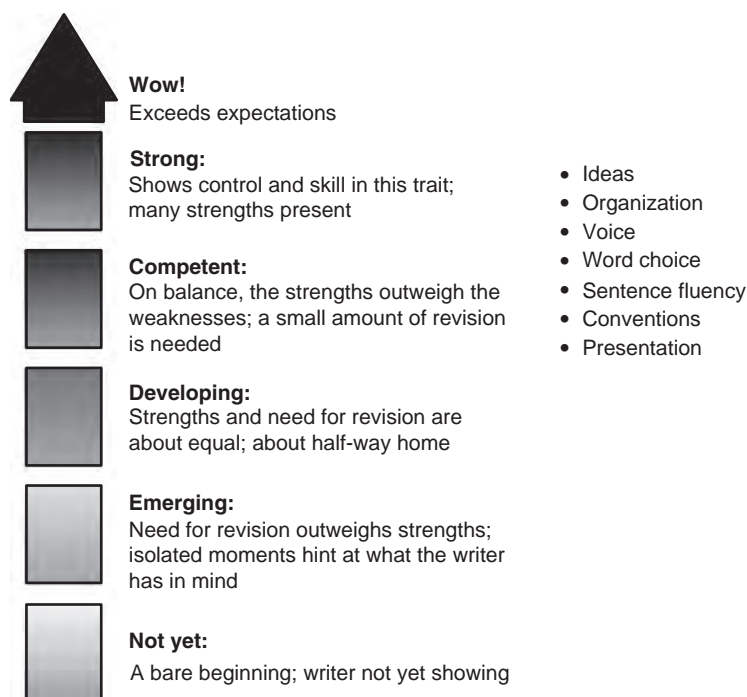 Wow!
Exceeds expectations
Strong:
Shows control and skill in this trait;
many strengths present
Competent:
On balance, the strengths outweigh the
weaknesses; a small amount of revision
is needed
Developing:
Strengths and need for revision are
about equal; about half-way home
Emerging:
Need for revision outweighs strengths;
isolated moments hint at what the writer
has in mind
Not yet:
A bare beginning; writer not yet showing
• Ideas
• Organization
• Voice
• Word choice
• Sentence fluency
• Conventions
• Presentation